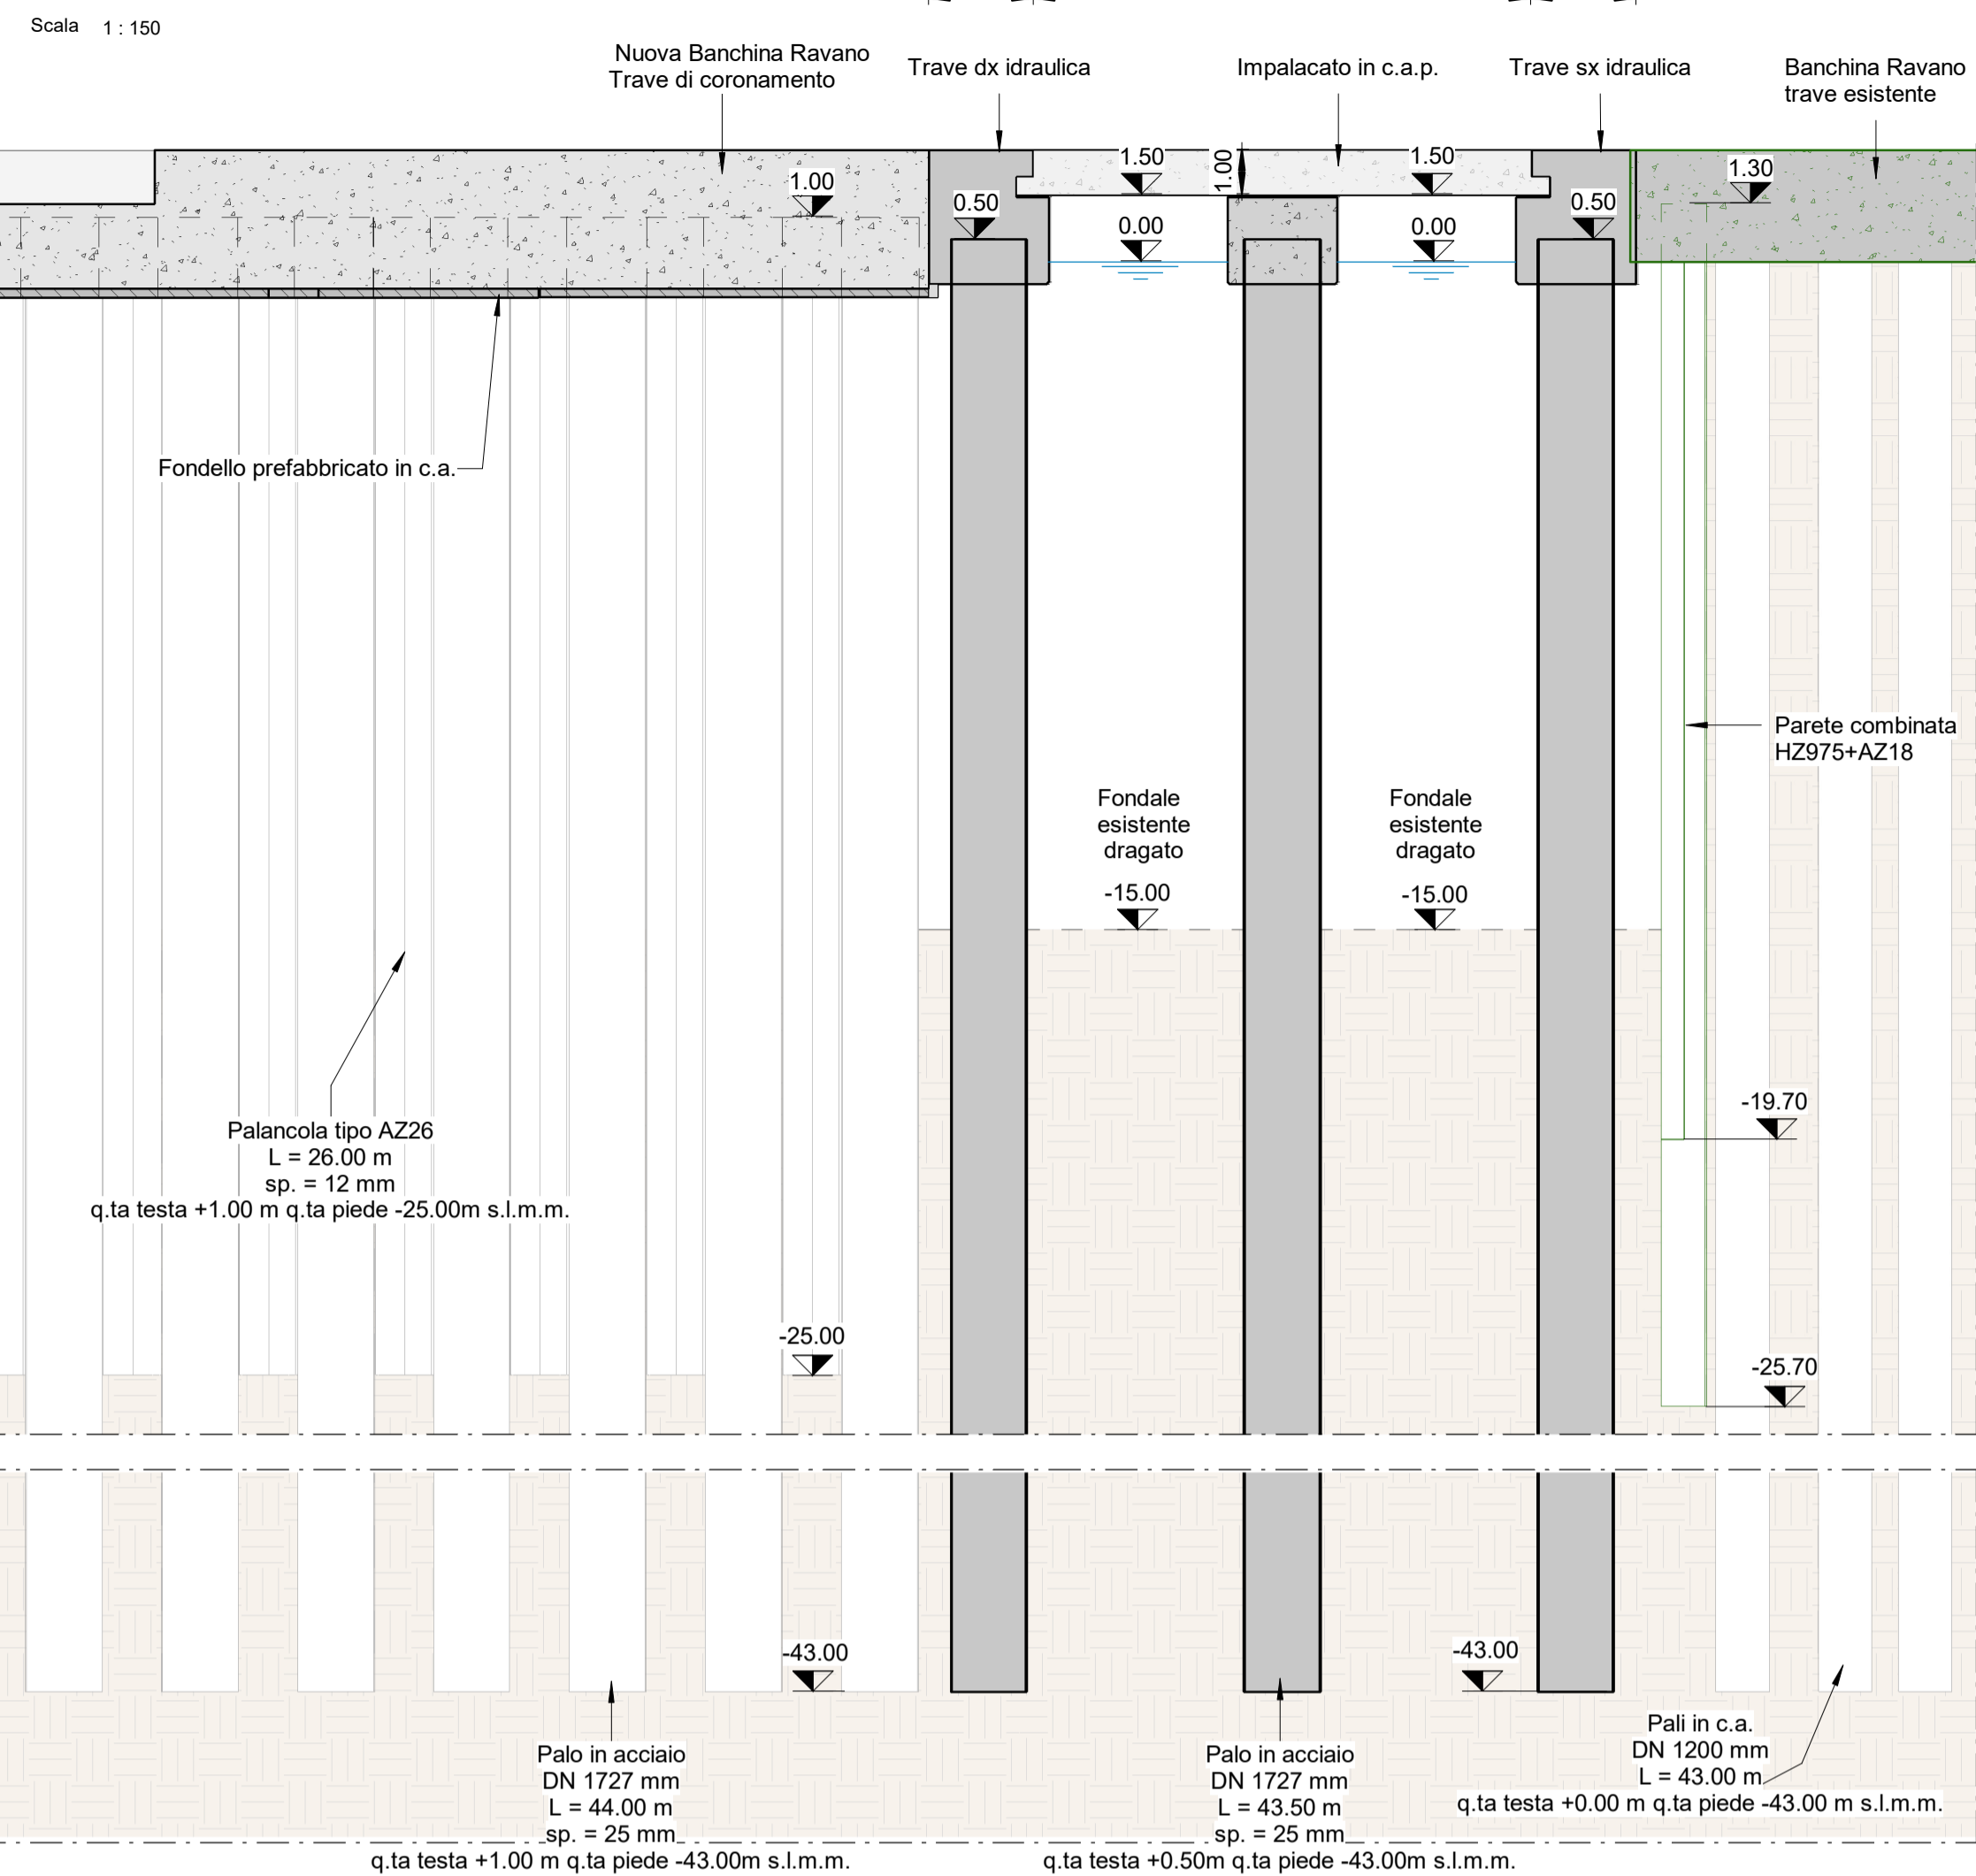 Scala 1 : 150
Nuova Banchina Ravano
Trave di coronamento
Trave dx idraulica
Impalacato in c.a.p.
Trave sx idraulica
Banchina Ravano
trave esistente
1.00
0.50
1.50
1.00
1.50
0.50
1.30
0.00
0.00
Fondello prefabbricato in c.a.
Parete combinata
HZ975+AZ18
Fondale
esistente
dragato
-15.00
Fondale
esistente
dragato
-15.00
Palancola tipo AZ26
L = 26.00 m
sp. = 12 mm
q.ta testa +1.00 m q.ta piede -25.00m s.l.m.m.
-19.70
-25.00
-25.70
-43.00
-43.00
Palo in acciaio
DN 1727 mm
L = 44.00 m
sp. = 25 mm
q.ta testa +1.00 m q.ta piede -43.00m s.l.m.m.
Palo in acciaio
DN 1727 mm
L = 43.50 m
sp. = 25 mm
q.ta testa +0.50m q.ta piede -43.00m s.l.m.m.
Pali in c.a.
DN 1200 mm
L = 43.00 m
q.ta testa +0.00 m q.ta piede -43.00 m s.l.m.m.